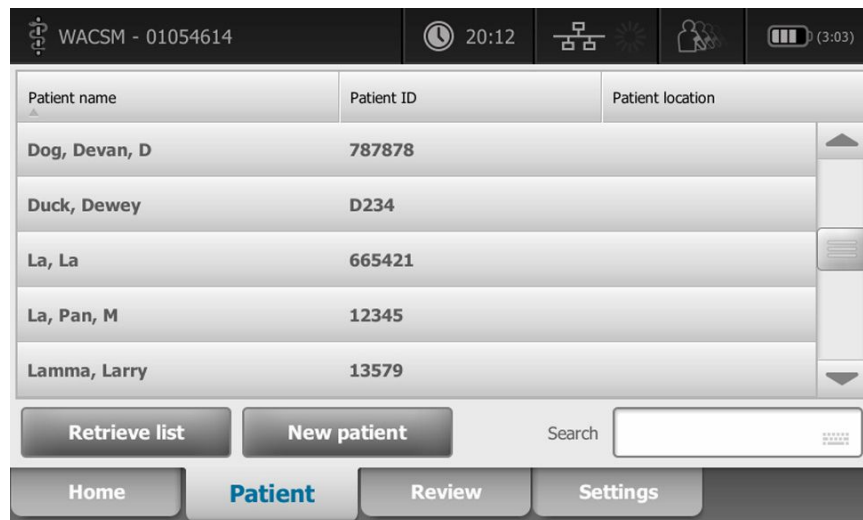 WACSM - 01054614 20:12 (3:03)
Patient name Patient ID Patient location
Dog, Devan, D 787878
Duck, Dewey D234
La, La 665421
La, Pan, M 12345
Lamma, Larry 13579
Retrieve list New patient Search
Home Patient Review Settings